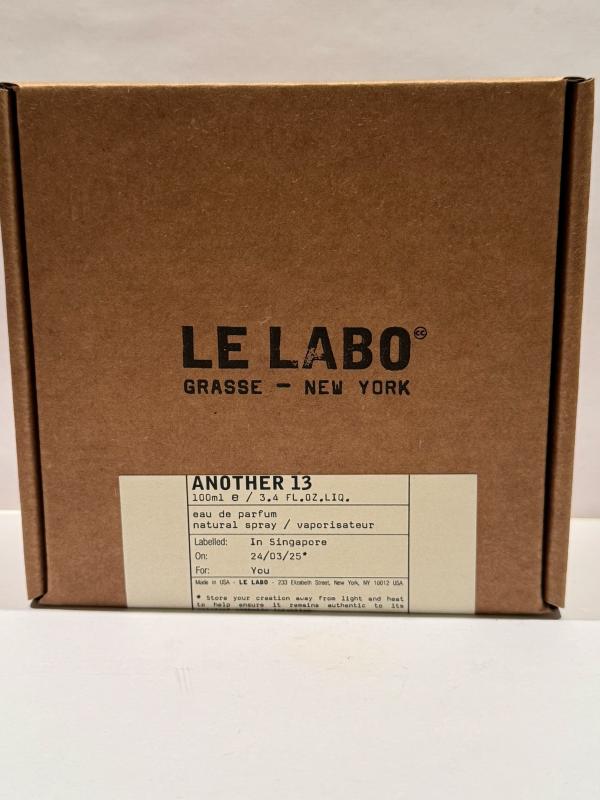 LE LABO
GRASSE — NEW YORK
ANOTHER 13
100ml e / 3.4 FL.OZ.LIQ.
eau de parfum
natural spray / vaporisateur
Labelled: In Singapore
On: 24/03/25*
For: You
Made in USA - LE LABO - 233 Elizabeth Street, New York, NY 10012 USA
* Store your creation away from light and heat
to help ensure it remains authentic to its